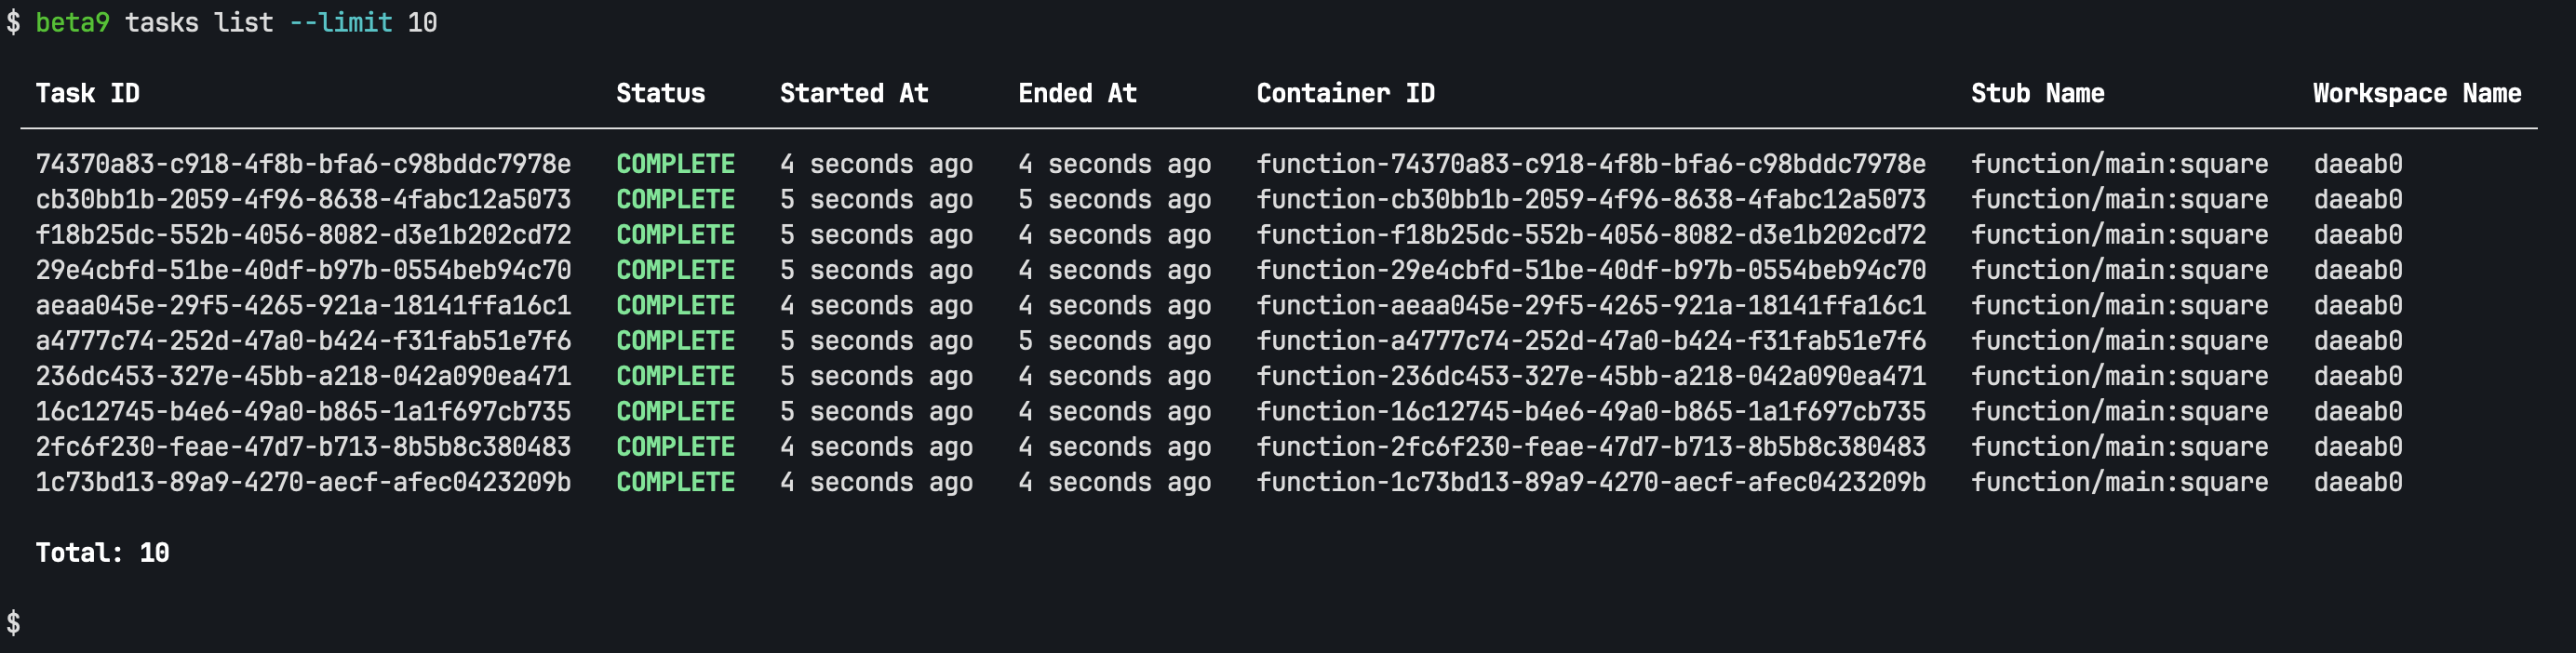 $ beta9 tasks list --limit 10
Task ID Status Started At Ended At Container ID Stub Name Workspace Name
74370a83-c918-4f8b-bfa6-c98bddc7978e COMPLETE 4 seconds ago 4 seconds ago function-74370a83-c918-4f8b-bfa6-c98bddc7978e function/main:square daeab0
cb30bb1b-2059-4f96-8638-4fabc12a5073 COMPLETE 5 seconds ago 5 seconds ago function-cb30bb1b-2059-4f96-8638-4fabc12a5073 function/main:square daeab0
f18b25dc-552b-4056-8082-d3e1b202cd72 COMPLETE 5 seconds ago 4 seconds ago function-f18b25dc-552b-4056-8082-d3e1b202cd72 function/main:square daeab0
29e4cbfd-51be-40df-b97b-0554beb94c70 COMPLETE 5 seconds ago 4 seconds ago function-29e4cbfd-51be-40df-b97b-0554beb94c70 function/main:square daeab0
aeaa045e-29f5-4265-921a-18141ffa16c1 COMPLETE 4 seconds ago 4 seconds ago function-aeaa045e-29f5-4265-921a-18141ffa16c1 function/main:square daeab0
a4777c74-252d-47a0-b424-f31fab51e7f6 COMPLETE 5 seconds ago 5 seconds ago function-a4777c74-252d-47a0-b424-f31fab51e7f6 function/main:square daeab0
236dc453-327e-45bb-a218-042a090ea471 COMPLETE 5 seconds ago 4 seconds ago function-236dc453-327e-45bb-a218-042a090ea471 function/main:square daeab0
16c12745-b4e6-49a0-b865-1a1f697cb735 COMPLETE 5 seconds ago 4 seconds ago function-16c12745-b4e6-49a0-b865-1a1f697cb735 function/main:square daeab0
2fc6f230-feae-47d7-b713-8b5b8c380483 COMPLETE 4 seconds ago 4 seconds ago function-2fc6f230-feae-47d7-b713-8b5b8c380483 function/main:square daeab0
1c73bd13-89a9-4270-aecf-afec0423209b COMPLETE 4 seconds ago 4 seconds ago function-1c73bd13-89a9-4270-aecf-afec0423209b function/main:square daeab0
Total: 10
$